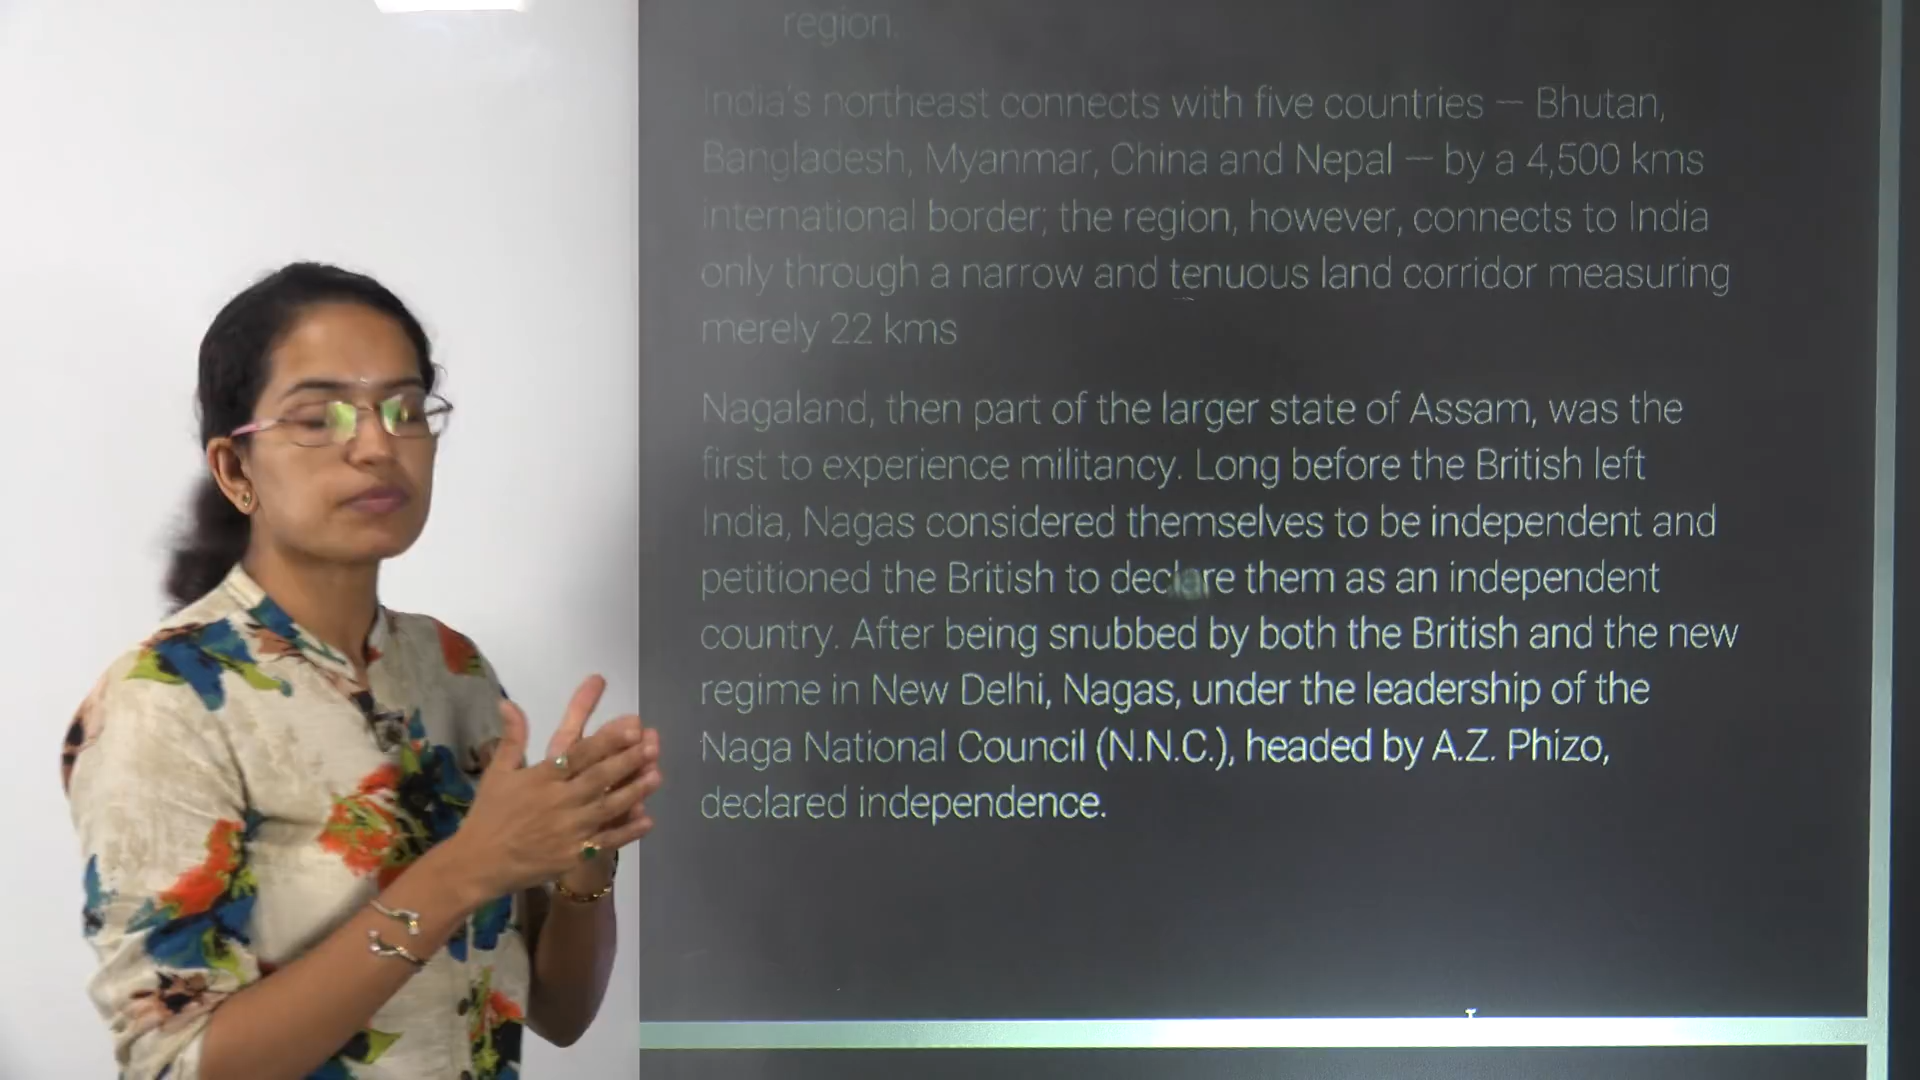 region.
India's northeast connects with five countries — Bhutan,
Bangladesh, Myanmar, China and Nepal — by a 4,500 kms
international border; the region, however, connects to India
only through a narrow and tenuous land corridor measuring
merely 22 kms
Nagaland, then part of the larger state of Assam, was the
first to experience militancy. Long before the British left
India, Nagas considered themselves to be independent and
petitioned the British to declare them as an independent
country. After being snubbed by both the British and the new
regime in New Delhi, Nagas, under the leadership of the
Naga National Council (N.N.C.), headed by A.Z. Phizo,
declared independence.